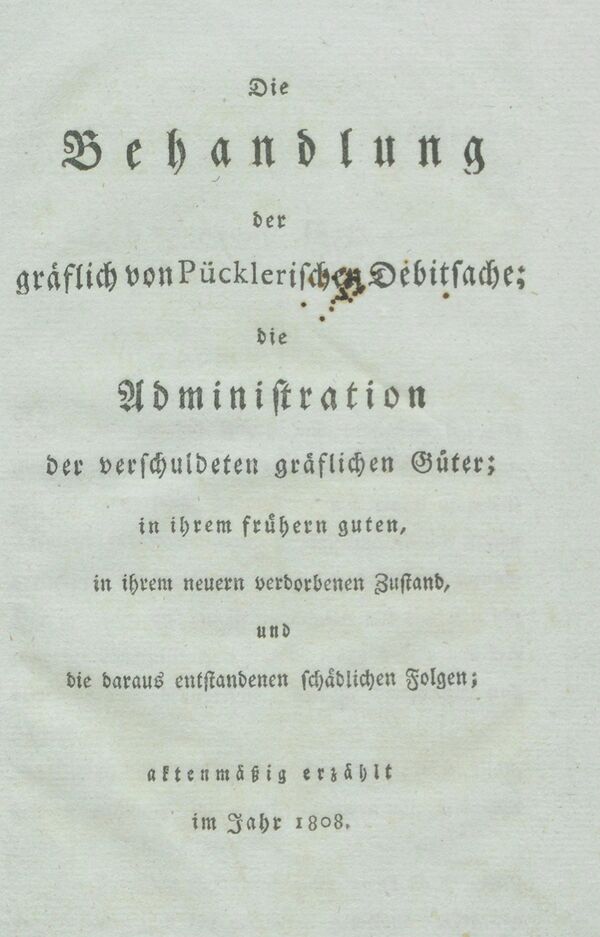 Die
Behandlung
der
gräflich von Pücklerischen Debitsache;
die
Administration
der verschuldeten gräflichen Güter;
in ihrem frühern guten,
in ihrem neuern verdorbenen Zustand,
und
die daraus entstandenen schädlichen Folgen;
aktenmäßig erzählt
im Jahr 1808.